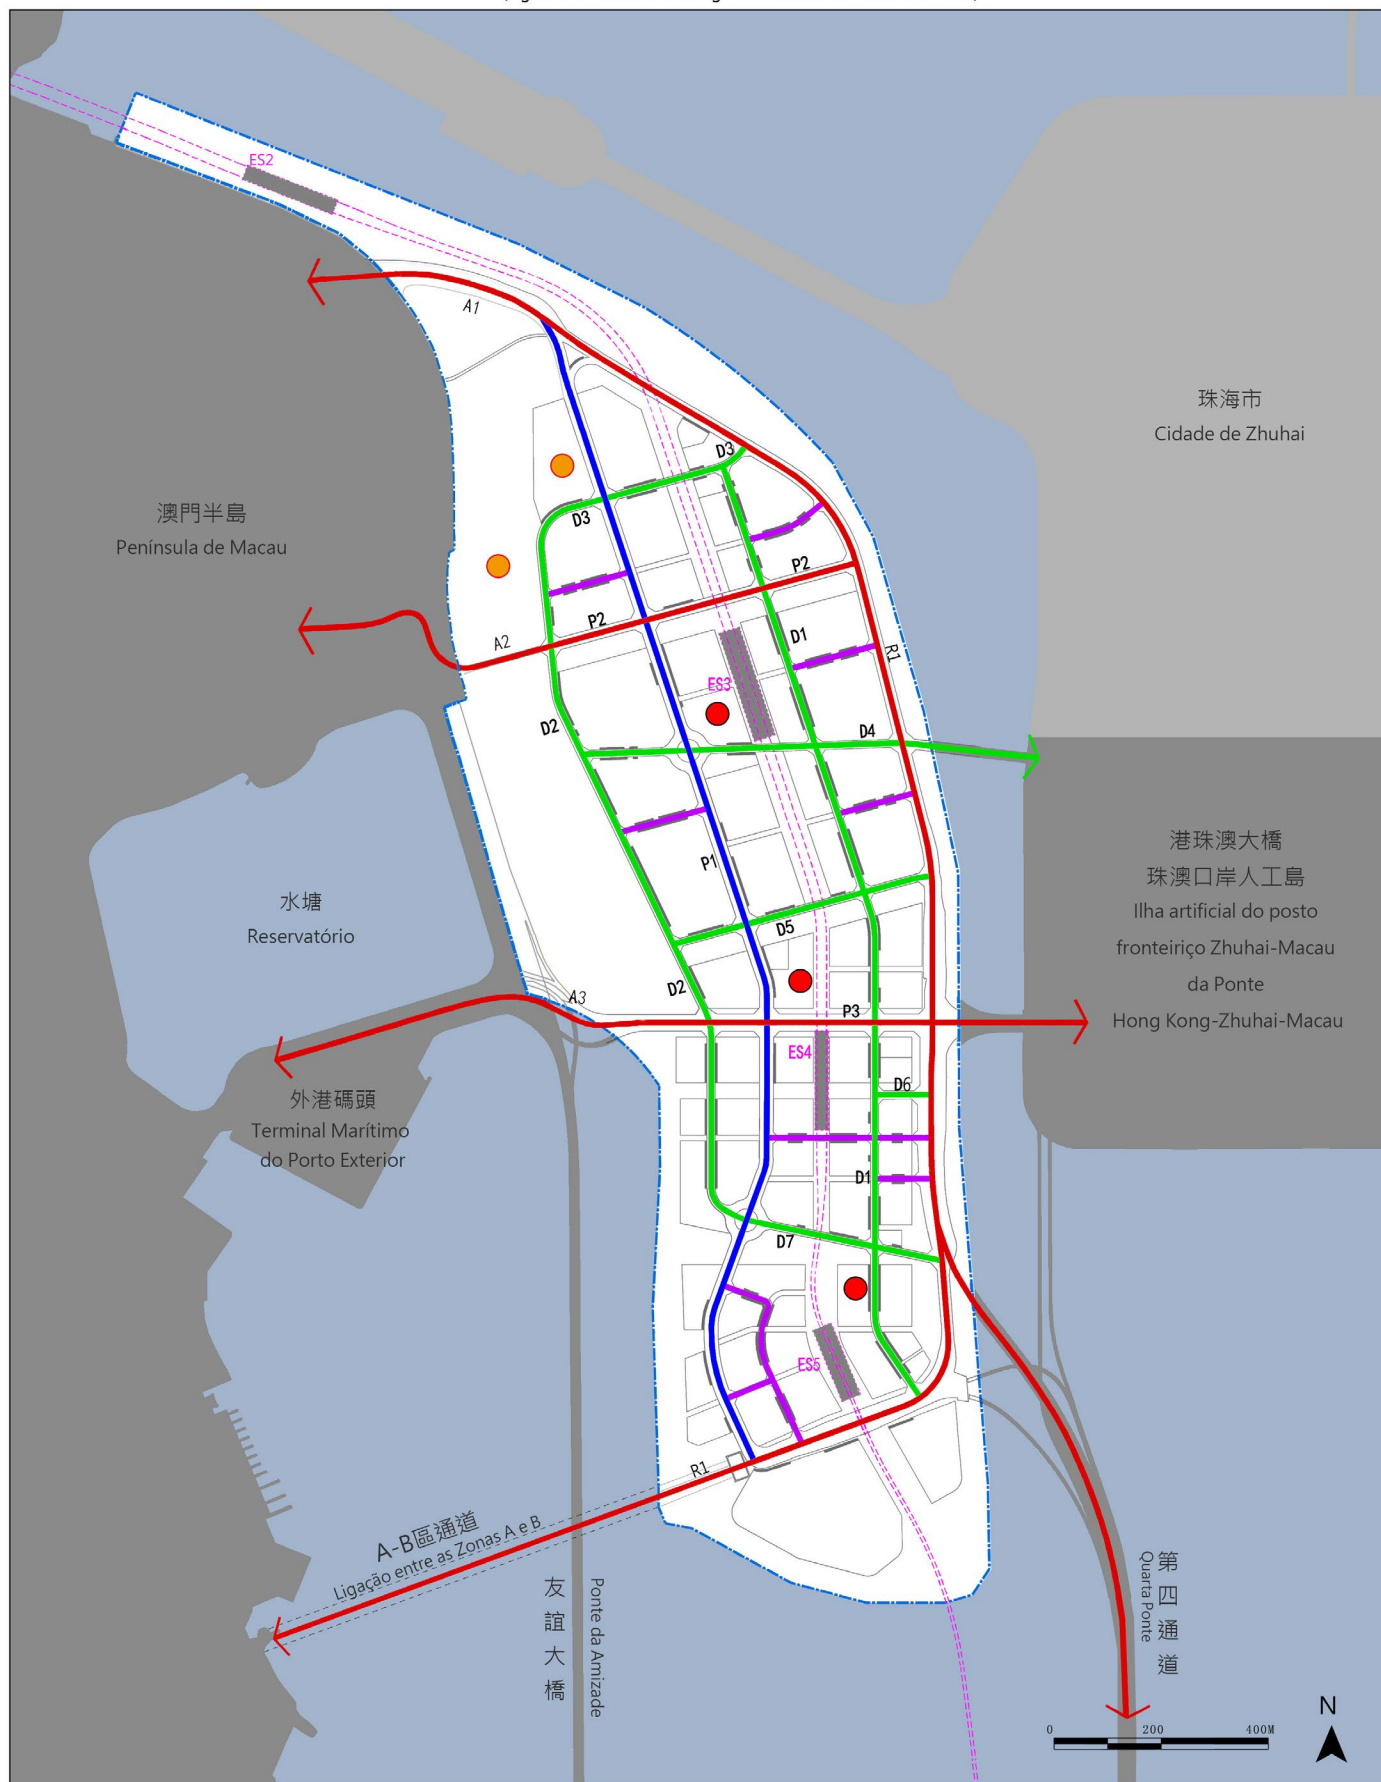 ES2
A1
珠海市
Cidade de Zhuhai
D3
澳門半島
Península de Macau
D3
P2
P2
A2
D1
R1
ES3
D2
D4
港珠澳大橋
珠澳口岸人工島
Ilha artificial do posto
fronteiriço Zhuhai-Macau
da Ponte
Hong Kong-Zhuhai-Macau
P1
水塘
Reservatório
D5
D2
A3
P3
ES4
D6
外港碼頭
Terminal Marítimo
do Porto Exterior
D1
D7
ES5
R1
A-B區通道
Ligação entre as Zonas A e B
友誼大橋
Ponte da Amizade
第四通道
Quarta Ponte
N
0 200 400M